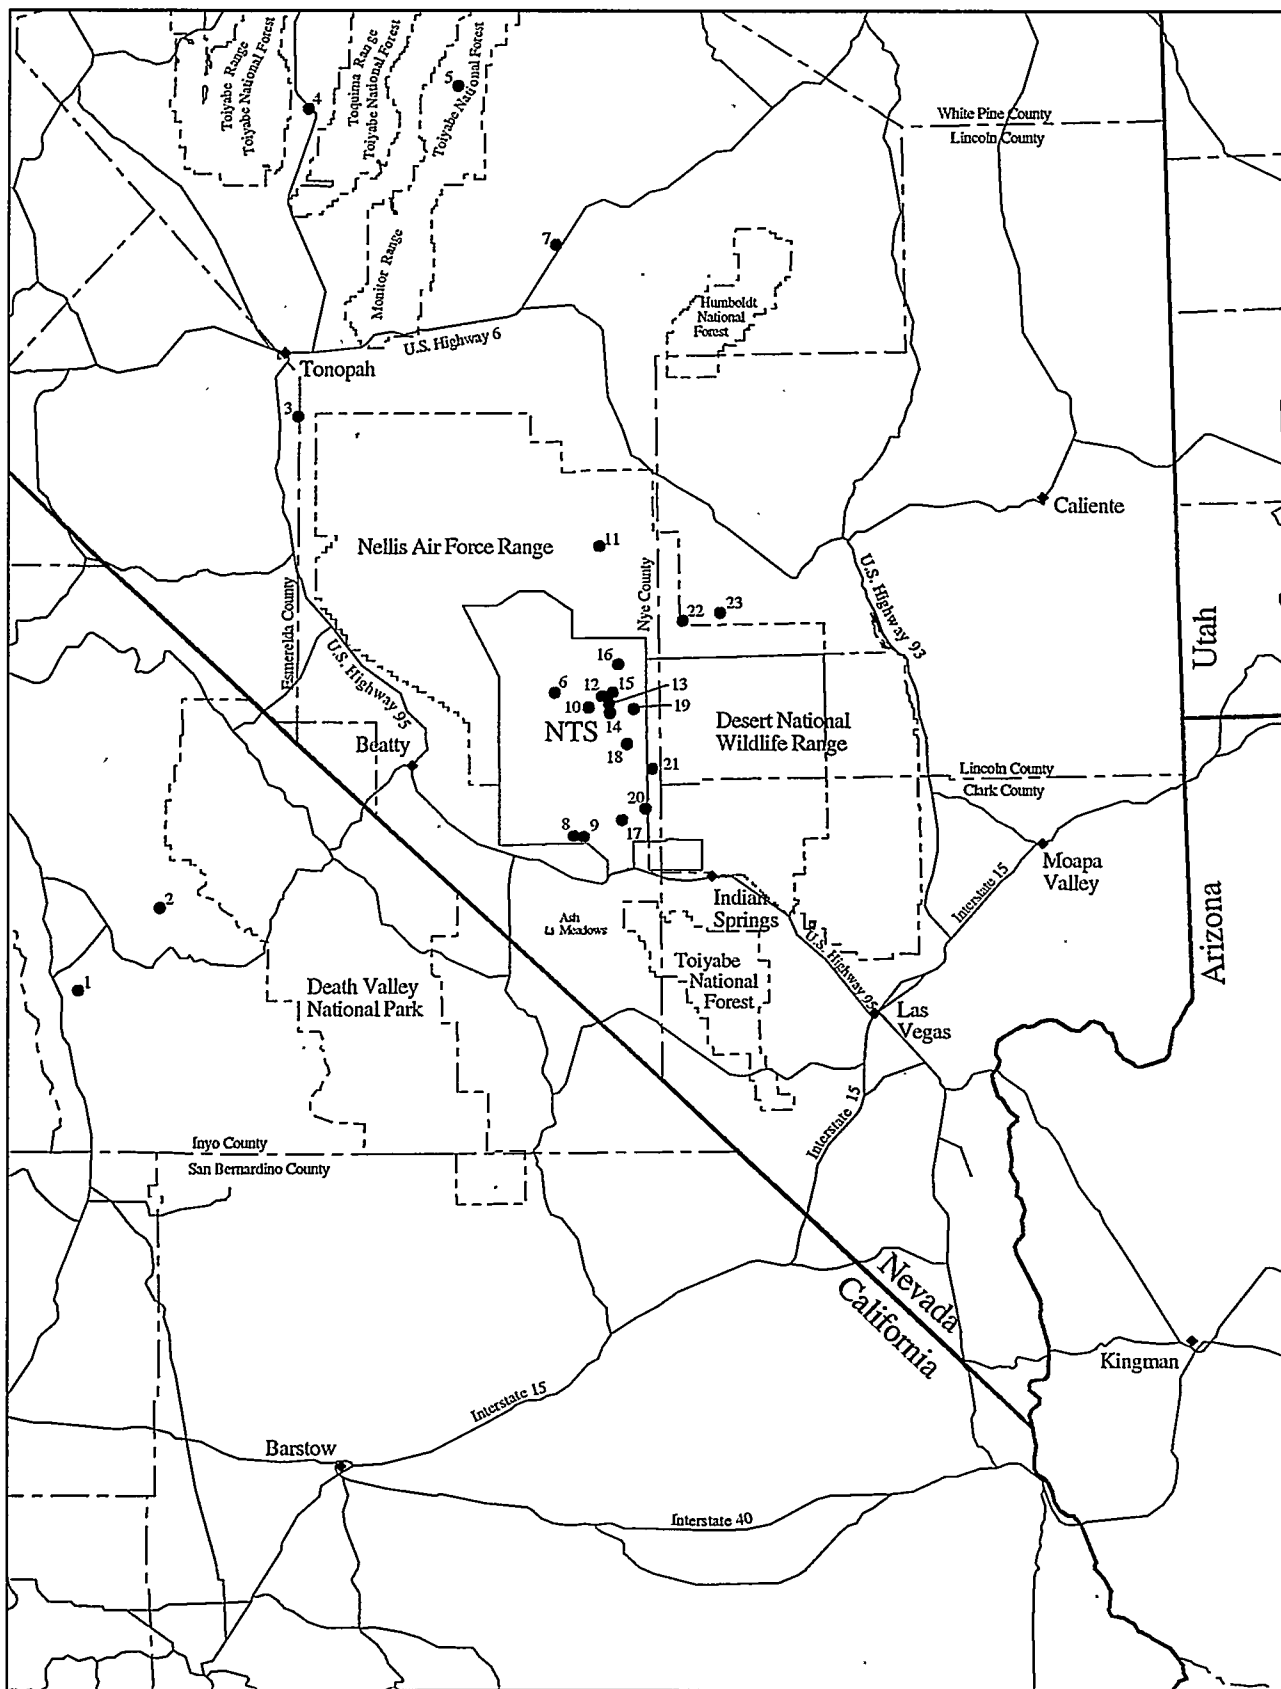 Toiyabe Range
Toiyabe National Forest
4
Toquima Range
Toiyabe National Forest
5
Toiyabe National Forest
White Pine County
Lincoln County
7
Monitor Range
Humboldt
National
Forest
U.S. Highway 6
Tonopah
3
Caliente
Nellis Air Force Range
11
Nye County
U.S. Highway 93
Esmerelda County
22
23
Utah
U.S. Highway 95
16
6
12
15
13
10
19
14
NTS
18
Desert National
Wildlife Range
Beatty
21
Lincoln County
Clark County
20
8
9
17
Moapa
Valley
Interstate 15
2
Indian
Springs
Ash
Meadows
U.S. Highway 95
Arizona
1
Toiyabe
National
Forest
Death Valley
National Park
Las
Vegas
Interstate 15
Inyo County
San Bernardino County
Nevada
California
Kingman
Interstate 15
Barstow
Interstate 40